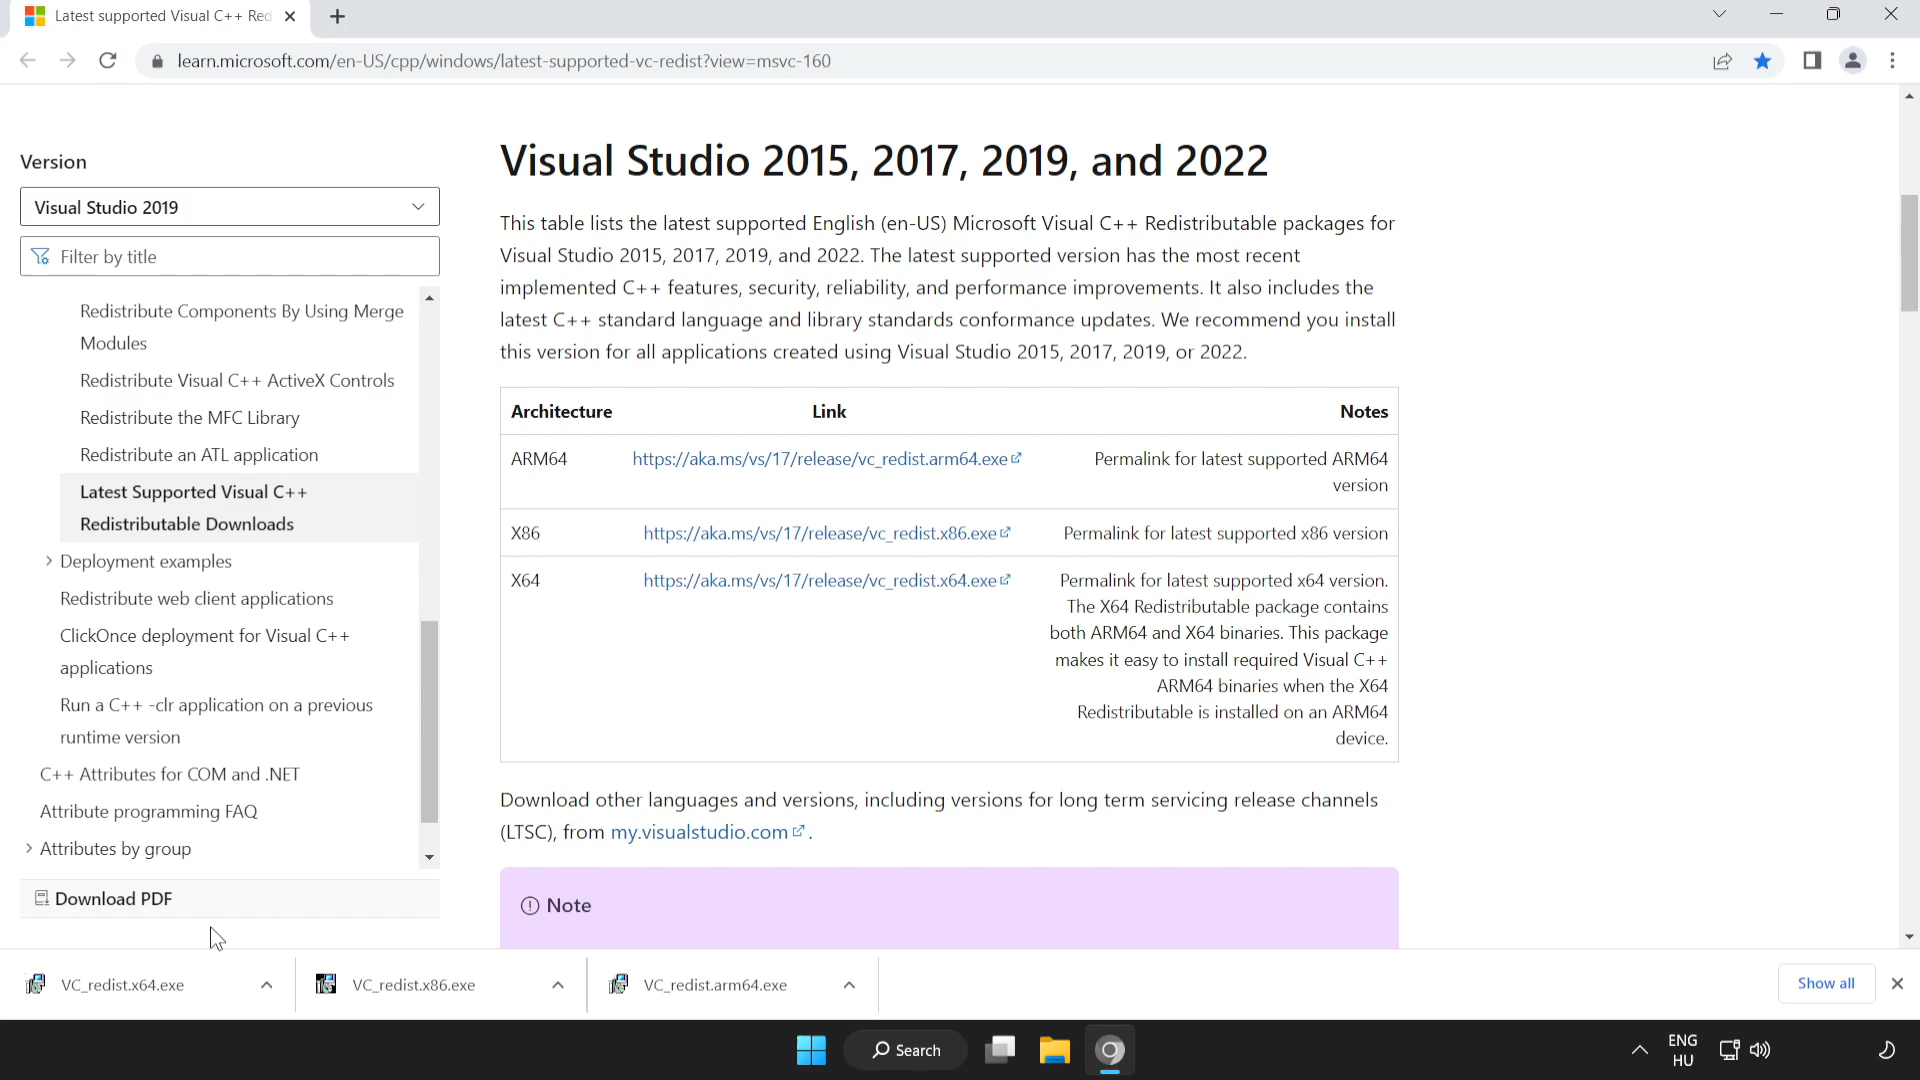 Latest supported Visual C++ Red
learn.microsoft.com/en-US/cpp/windows/latest-supported-vc-redist?view=msvc-160
Version
Visual Studio 2019
Filter by title
Redistribute Components By Using Merge
Modules
Redistribute Visual C++ ActiveX Controls
Redistribute the MFC Library
Redistribute an ATL application
Latest Supported Visual C++
Redistributable Downloads
Deployment examples
Redistribute web client applications
ClickOnce deployment for Visual C++
applications
Run a C++ -clr application on a previous
runtime version
C++ Attributes for COM and .NET
Attribute programming FAQ
Attributes by group
Download PDF
Visual Studio 2015, 2017, 2019, and 2022
This table lists the latest supported English (en-US) Microsoft Visual C++ Redistributable packages for
Visual Studio 2015, 2017, 2019, and 2022. The latest supported version has the most recent
implemented C++ features, security, reliability, and performance improvements. It also includes the
latest C++ standard language and library standards conformance updates. We recommend you install
this version for all applications created using Visual Studio 2015, 2017, 2019, or 2022.
Architecture Link Notes
ARM64 https://aka.ms/vs/17/release/vc_redist.arm64.exe Permalink for latest supported ARM64
version
X86 https://aka.ms/vs/17/release/vc_redist.x86.exe Permalink for latest supported x86 version
X64 https://aka.ms/vs/17/release/vc_redist.x64.exe Permalink for latest supported x64 version.
The X64 Redistributable package contains
both ARM64 and X64 binaries. This package
makes it easy to install required Visual C++
ARM64 binaries when the X64
Redistributable is installed on an ARM64
device.
Download other languages and versions, including versions for long term servicing release channels
(LTSC), from my.visualstudio.com .
Note
VC_redist.x64.exe VC_redist.x86.exe VC_redist.arm64.exe Show all
Search
ENG
HU